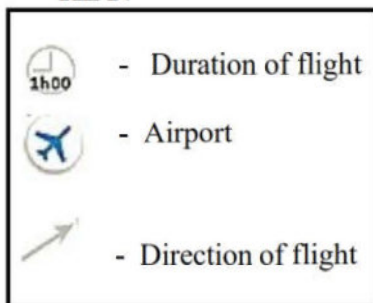 1h00 - Duration of flight
- Airport
- Direction of flight